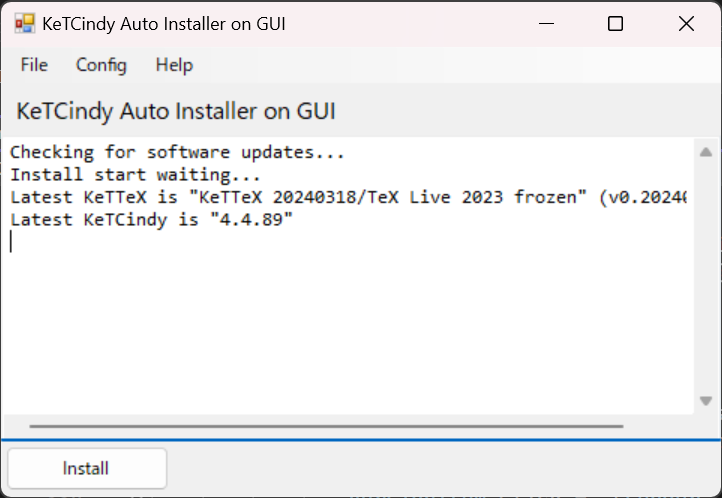 KeTCindy Auto Installer on GUI
File Config Help
KeTCindy Auto Installer on GUI
Checking for software updates...
Install start waiting...
Latest KeTTeX is "KeTTeX 20240318/TeX Live 2023 frozen" (v0.2024
Latest KeTCindy is "4.4.89"
Install